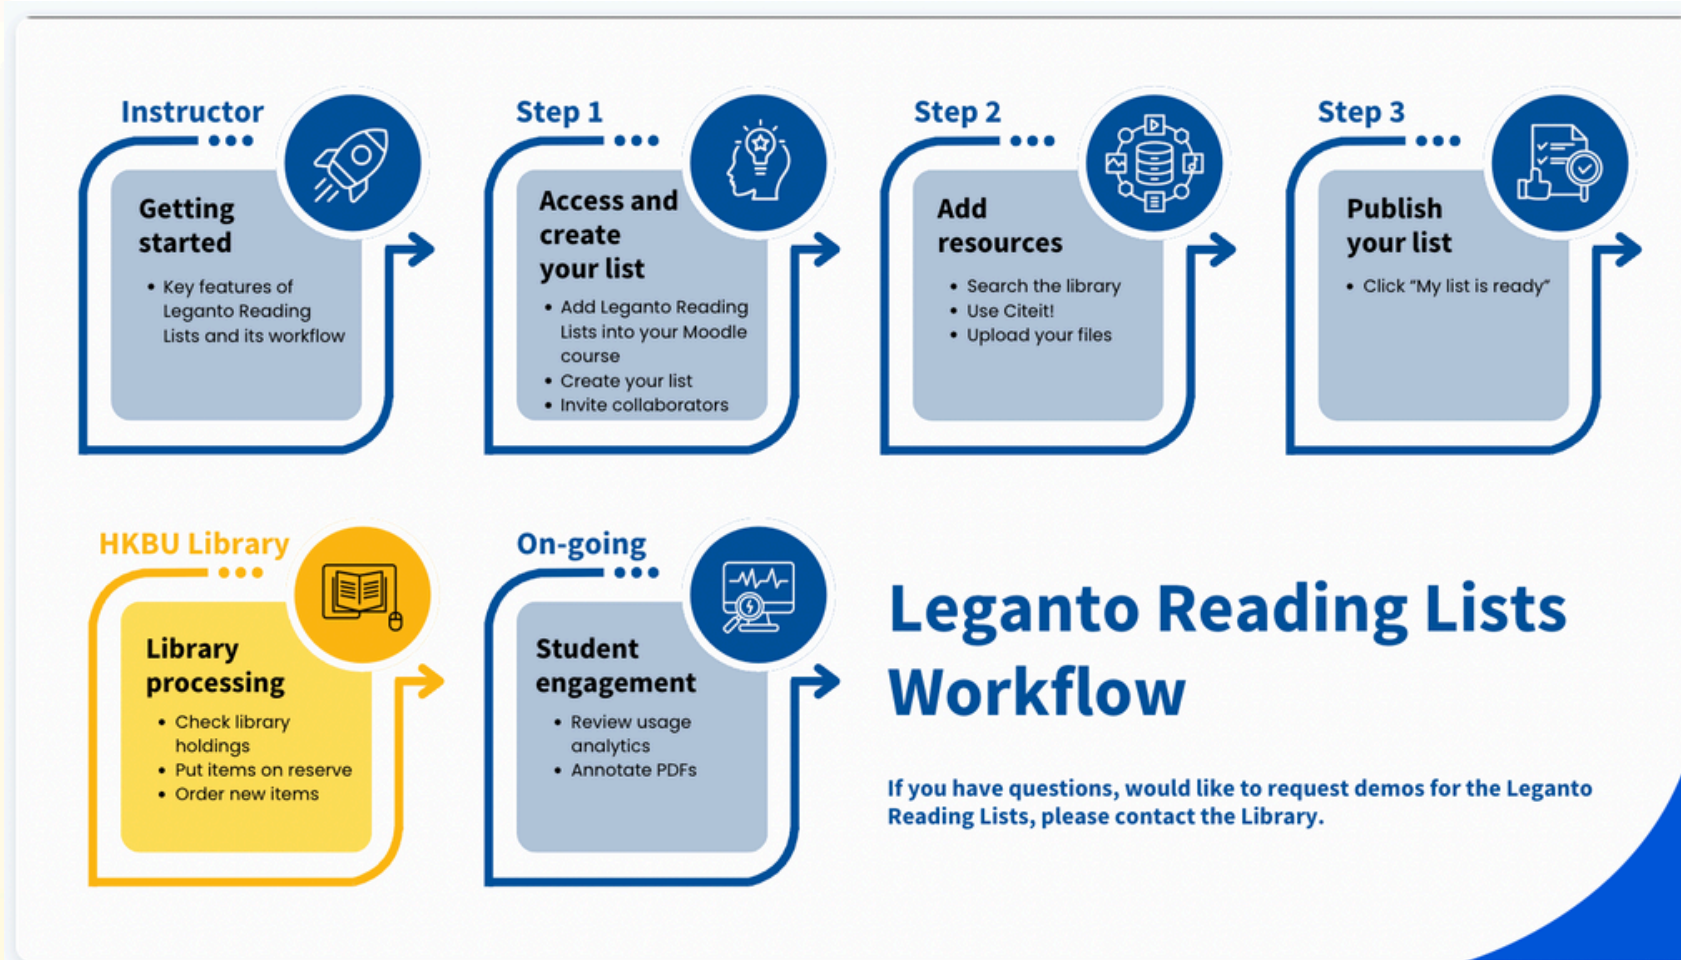 Instructor
Getting
started
• Key features of
Leganto Reading
Lists and its workflow
Step 1
Access and
create
your list
• Add Leganto Reading
Lists into your Moodle
course
• Create your list
• Invite collaborators
Step 2
Add
resources
• Search the library
• Use Citeit!
• Upload your files
Step 3
Publish
your list
• Click “My list is ready”
HKBU Library
Library
processing
• Check library
holdings
• Put items on reserve
• Order new items
On-going
Student
engagement
• Review usage
analytics
• Annotate PDFs
Leganto Reading Lists
Workflow
If you have questions, would like to request demos for the Leganto
Reading Lists, please contact the Library.